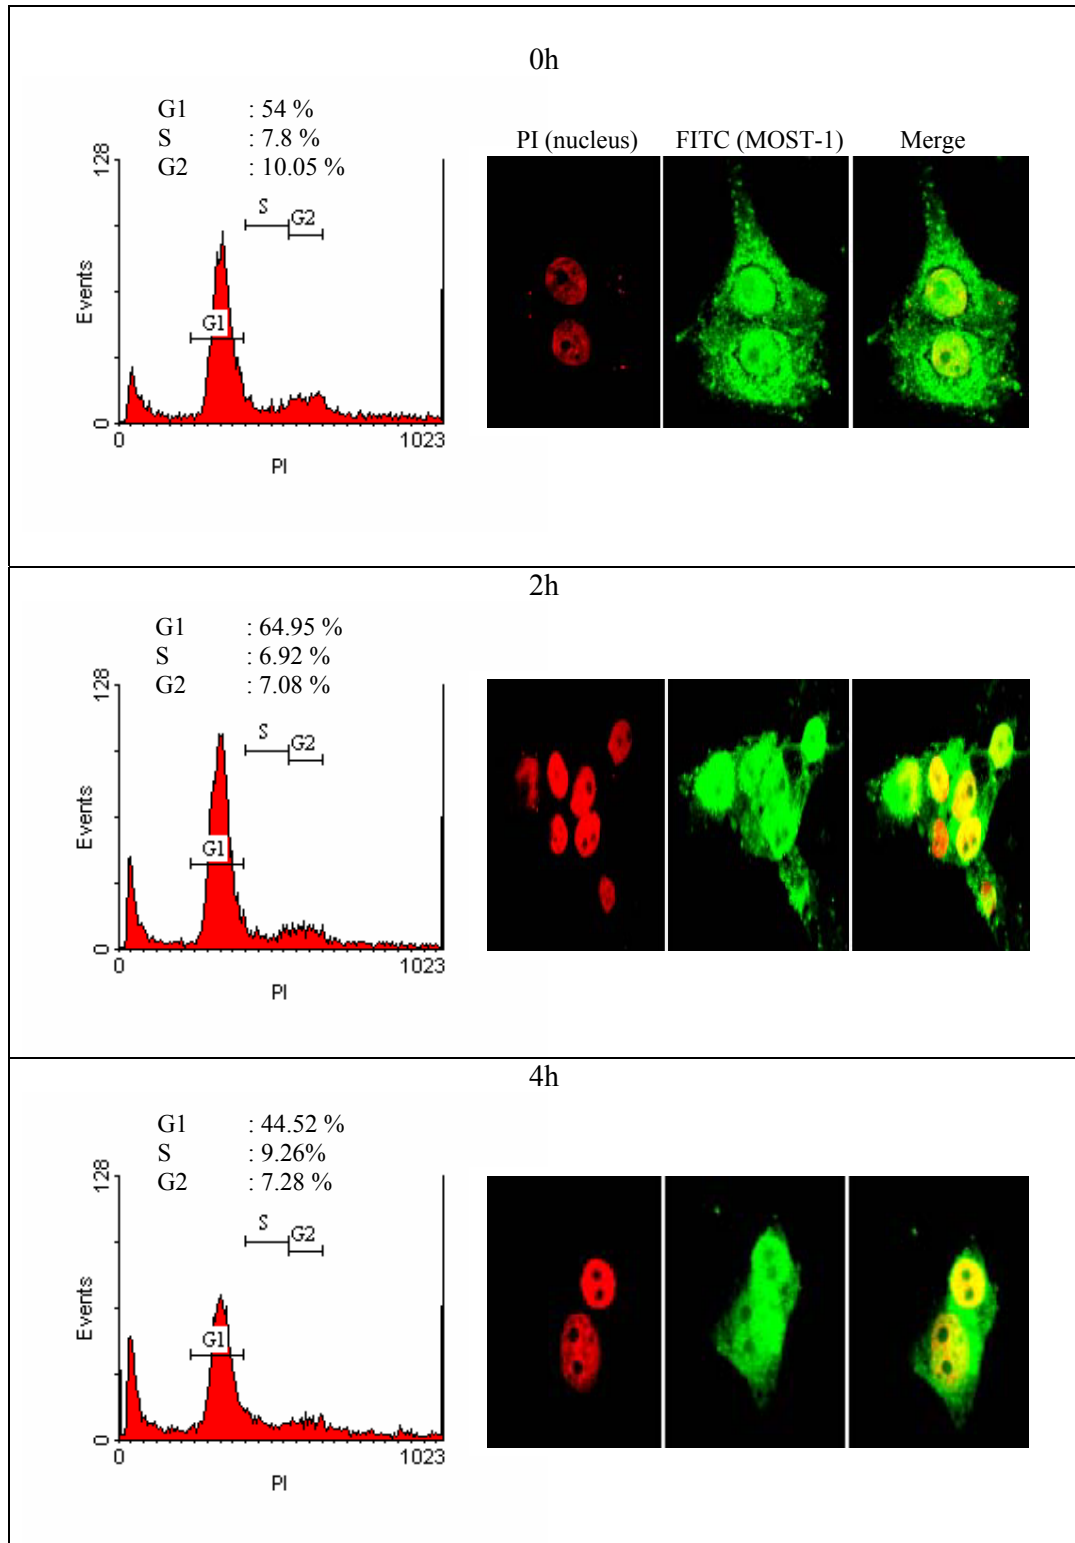 0h
G1 : 54 %
S : 7.8 %
G2 : 10.05 %
128
S
G2
G1
Events
0
0 1023
PI
PI (nucleus) FITC (MOST-1) Merge
2h
G1 : 64.95 %
S : 6.92 %
G2 : 7.08 %
128
S
G2
G1
Events
0
0 1023
PI
4h
G1 : 44.52 %
S : 9.26%
G2 : 7.28 %
128
S
G2
G1
Events
0
0 1023
PI